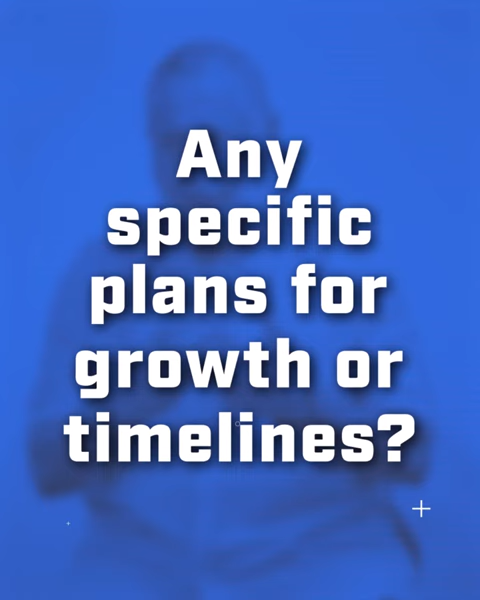 Any
specific
plans for
growth or
timelines?